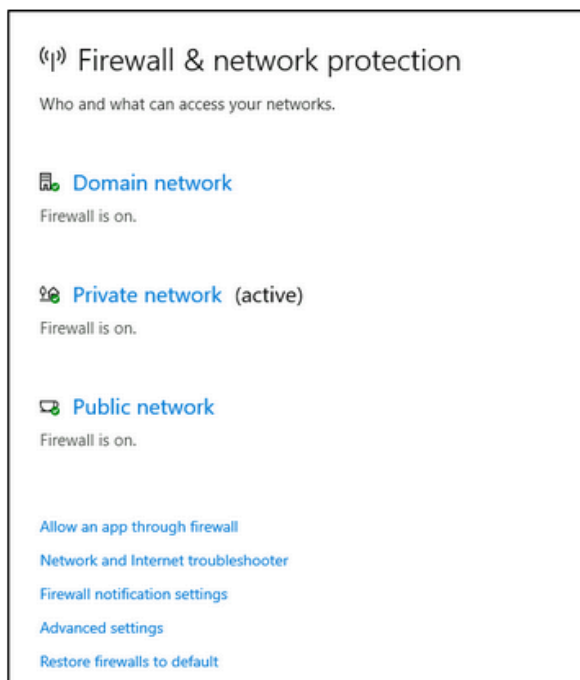 Firewall & network protection
Who and what can access your networks.
Domain network
Firewall is on.
Private network (active)
Firewall is on.
Public network
Firewall is on.
Allow an app through firewall
Network and Internet troubleshooter
Firewall notification settings
Advanced settings
Restore firewalls to default